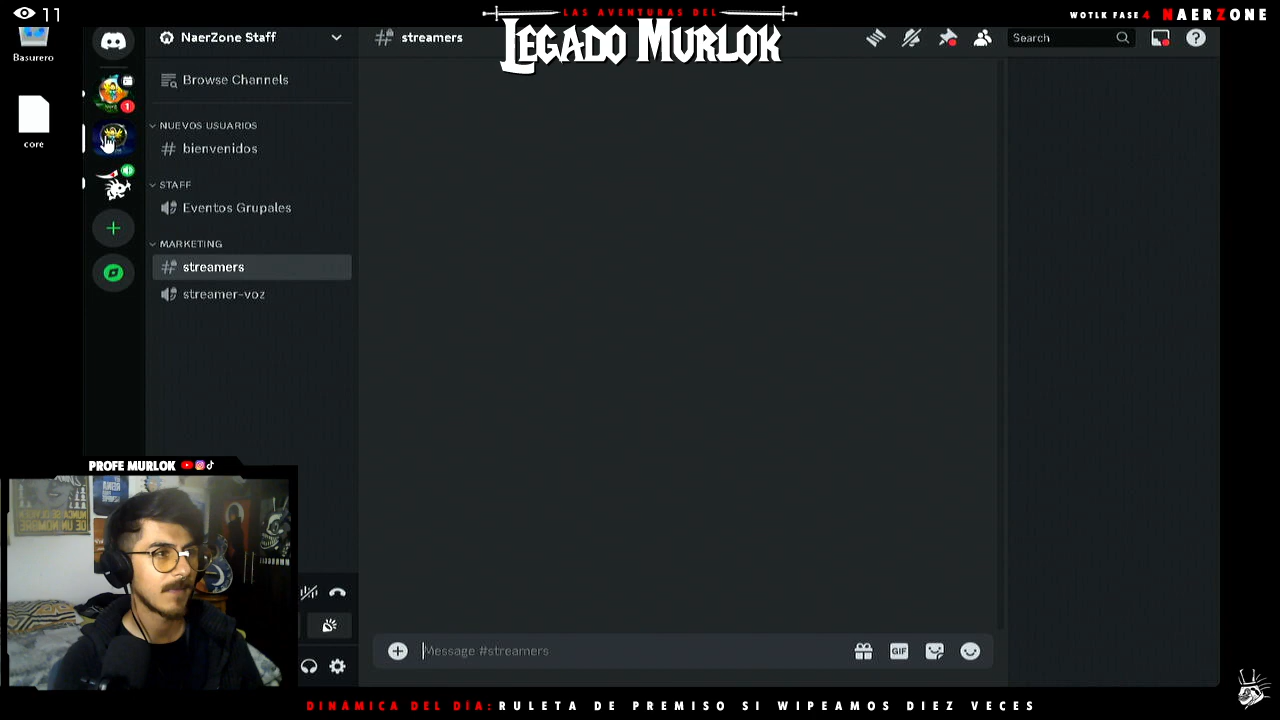 11
LAS AVENTURAS DEL
LEGADO MURLOK
WOTLK FASE 4 NAERZONE
Basurero
core
NaerZone Staff
streamers
Search
Browse Channels
1
NUEVOS USUARIOS
bienvenidos
STAFF
Eventos Grupales
MARKETING
streamers
streamer-voz
PROFE MURLOK
Message #streamers
GIF
DINAMICA DEL DIA: RULETA DE PREMISO SI WIPEAMOS DIEZ VECES